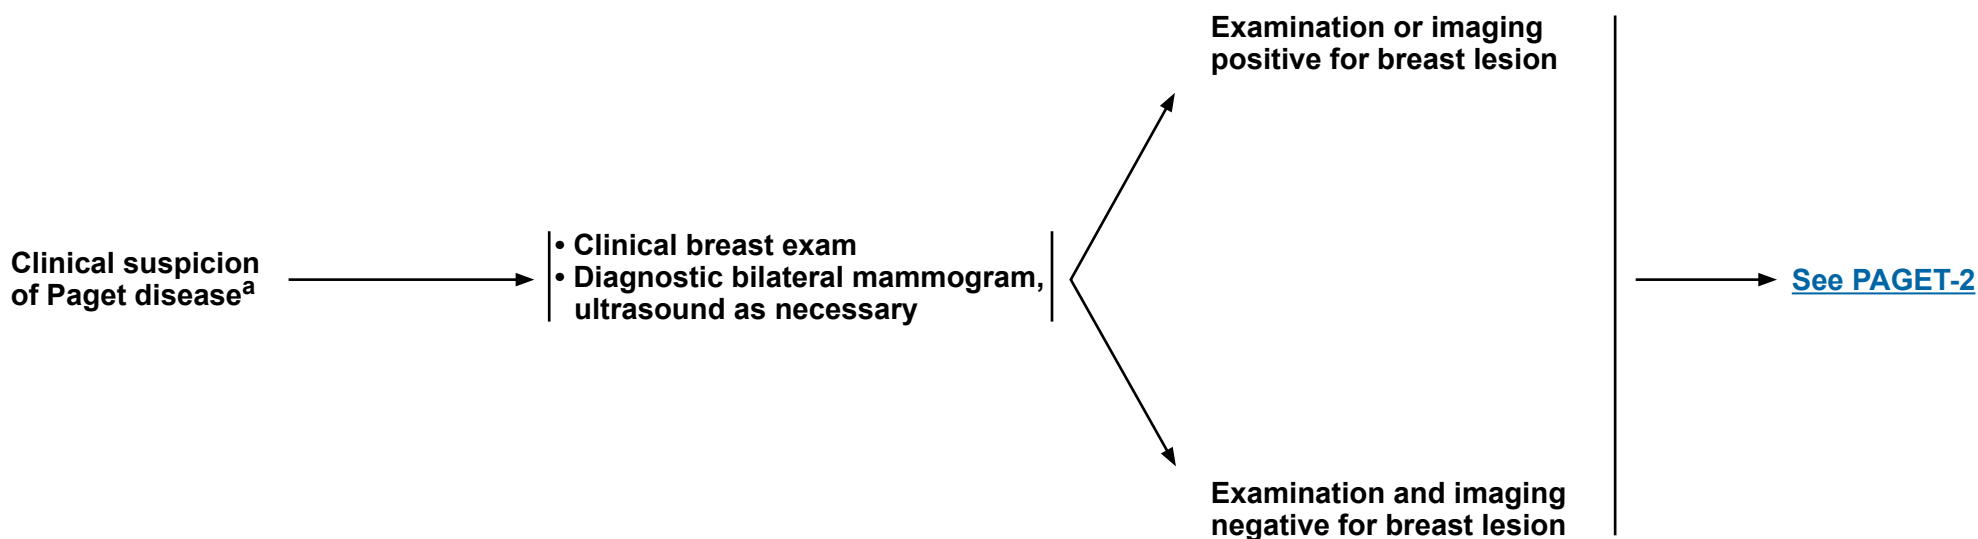 Clinical suspicion
of Paget diseaseᵃ
• Clinical breast exam
• Diagnostic bilateral mammogram,
ultrasound as necessary
Examination or imaging
positive for breast lesion
Examination and imaging
negative for breast lesion
See PAGET-2